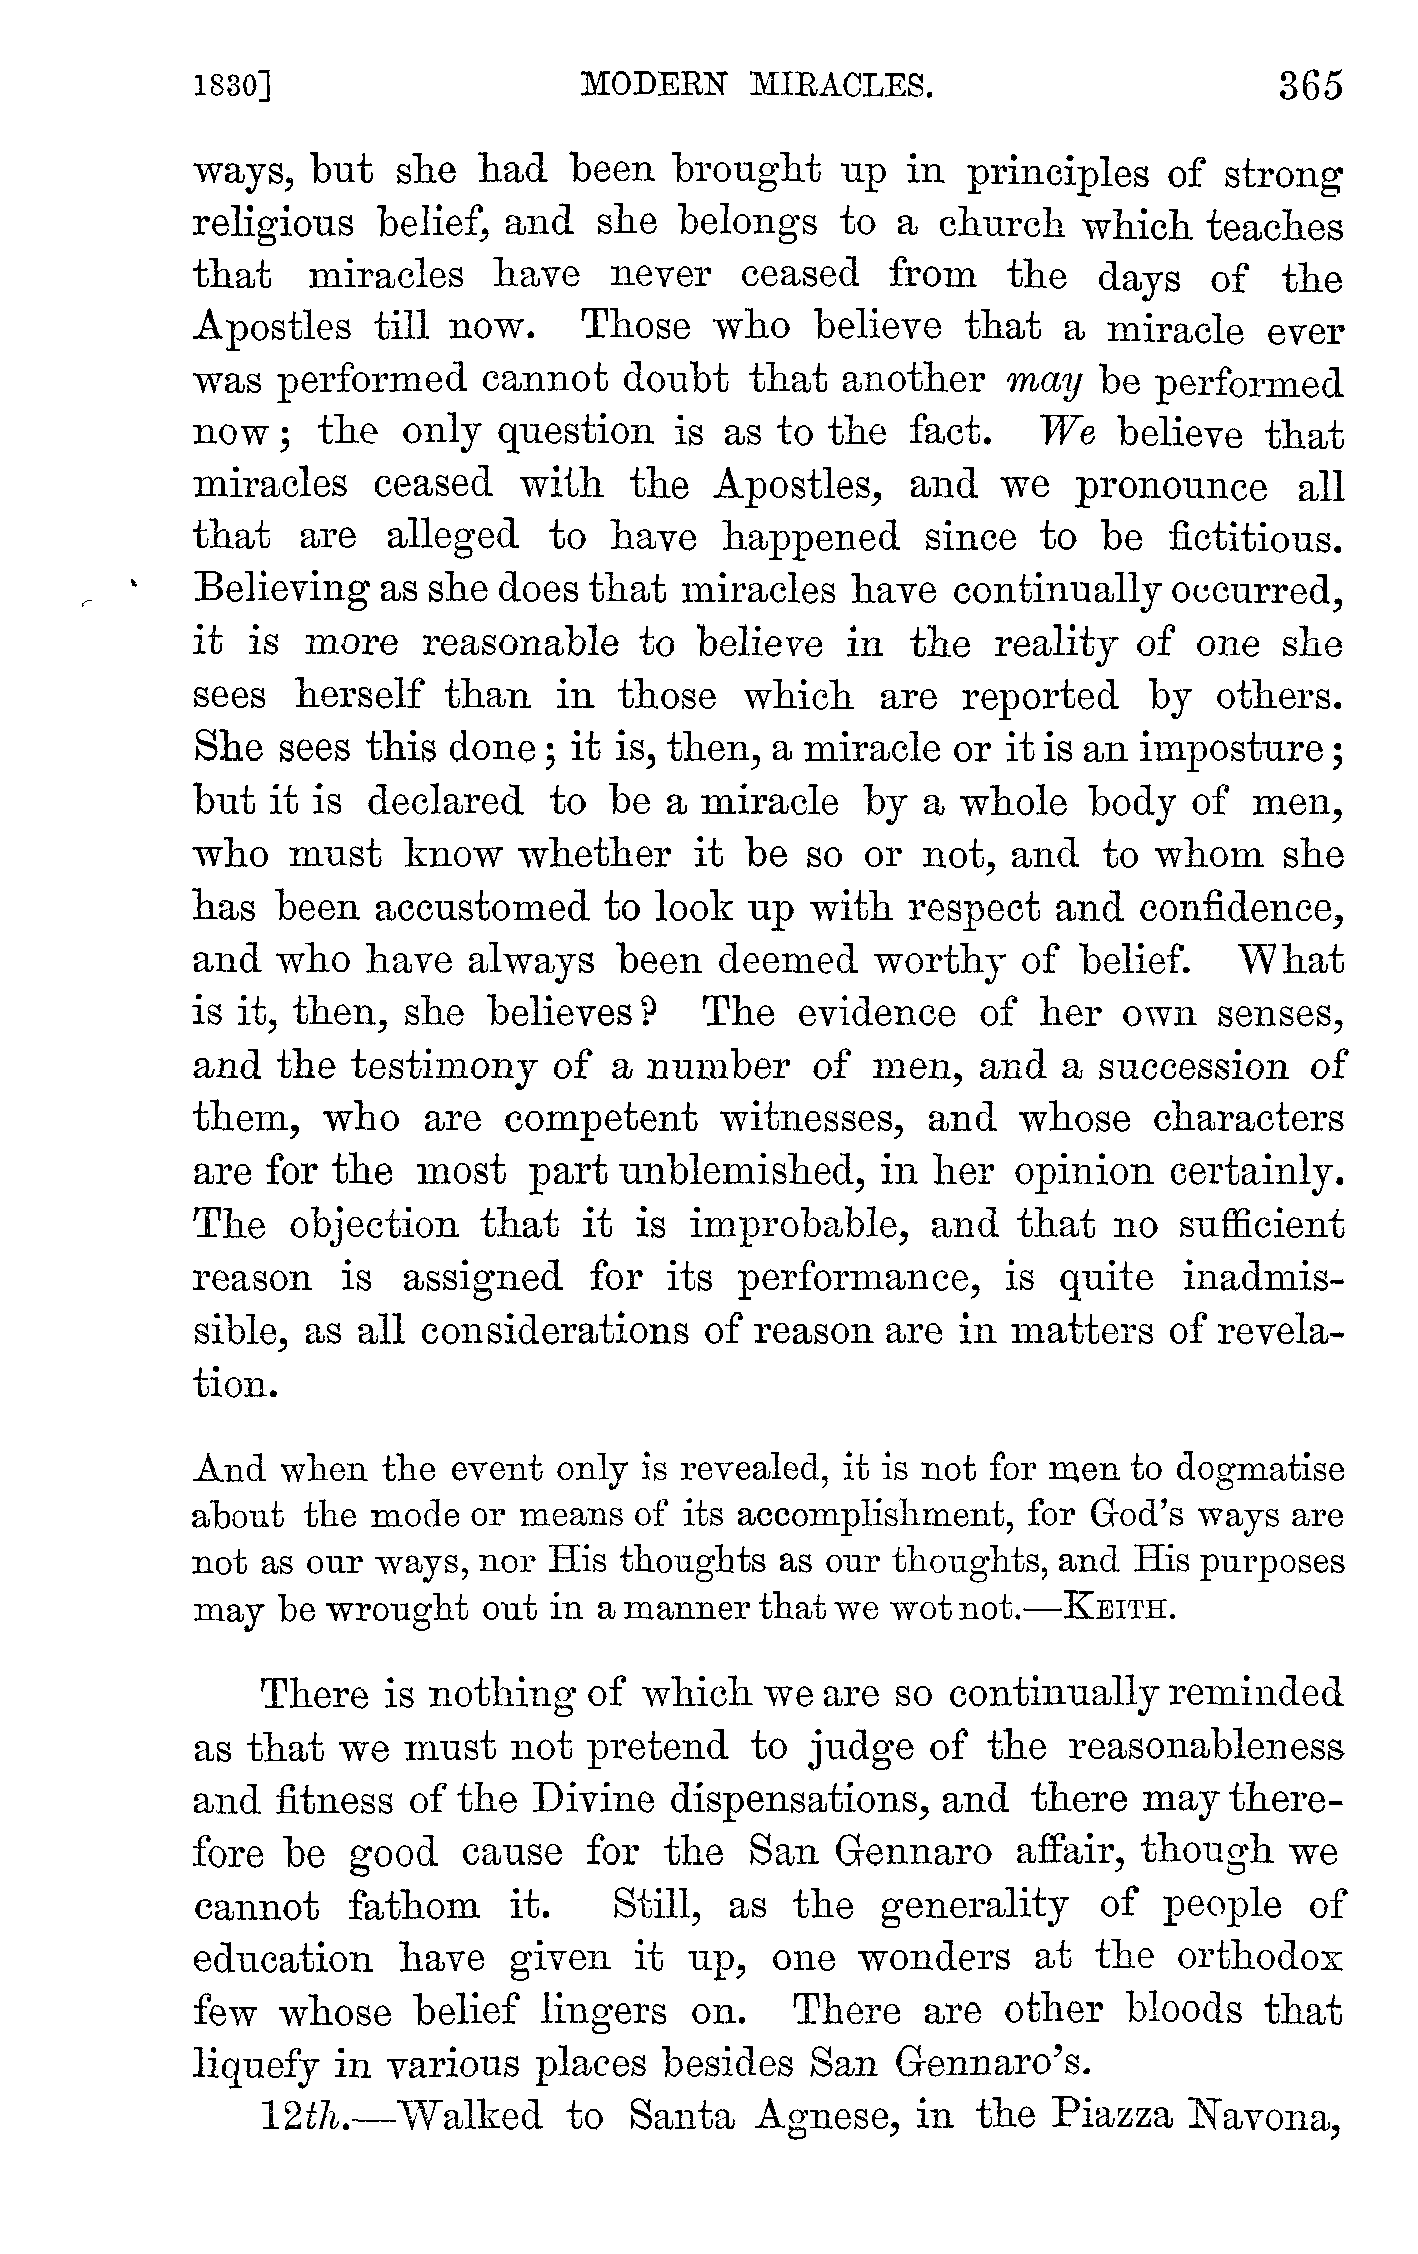 1830] MODERN MIRACLES. 365
ways, but she had been brought up in principles of strong
religious belief, and she belongs to a church which teaches
that miracles have never ceased from the days of the
Apostles till now. Those who believe that a miracle ever
was performed cannot doubt that another may be performed
now; the only question is as to the fact. We believe that
miracles ceased with the Apostles, and we pronounce all
that are alleged to have happened since to be fictitious.
Believing as she does that miracles have continually occurred,
it is more reasonable to believe in the reality of one she
sees herself than in those which are reported by others.
She sees this done; it is, then, a miracle or it is an imposture;
but it is declared to be a miracle by a whole body of men,
who must know whether it be so or not, and to whom she
has been accustomed to look up with respect and confidence,
and who have always been deemed worthy of belief. What
is it, then, she believes? The evidence of her own senses,
and the testimony of a number of men, and a succession of
them, who are competent witnesses, and whose characters
are for the most part unblemished, in her opinion certainly.
The objection that it is improbable, and that no sufficient
reason is assigned for its performance, is quite inadmis-
sible, as all considerations of reason are in matters of revela-
tion.
And when the event only is revealed, it is not for men to dogmatise
about the mode or means of its accomplishment, for God's ways are
not as our ways, nor His thoughts as our thoughts, and His purposes
may be wrought out in a manner that we wot not.—KEITH.
There is nothing of which we are so continually reminded
as that we must not pretend to judge of the reasonableness
and fitness of the Divine dispensations, and there may there-
fore be good cause for the San Gennaro affair, though we
cannot fathom it. Still, as the generality of people of
education have given it up, one wonders at the orthodox
few whose belief lingers on. There are other bloods that
liquefy in various places besides San Gennaro's.
12th.—Walked to Santa Agnese, in the Piazza Navona,